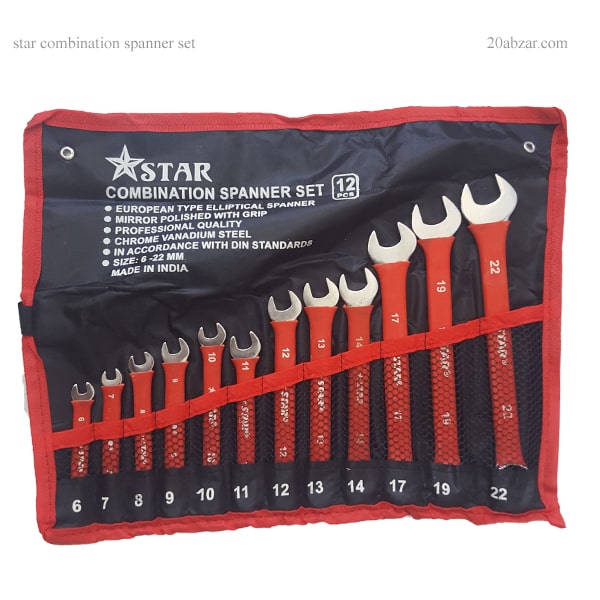 star combination spanner set
20abzar.com
STAR
COMBINATION SPANNER SET
12
PCS
EUROPEAN TYPE ELLIPTICAL SPANNER
MIRROR POLISHED WITH GRIP
PROFESSIONAL QUALITY
CHROME VANADIUM STEEL
IN ACCORDANCE WITH DIN STANDARDS
SIZE: 6 -22 MM
MADE IN INDIA
22
19
17
14
13
12
11
10
9
8
7
6
6 7 8 9 10 11 12 13 14 17 19 22